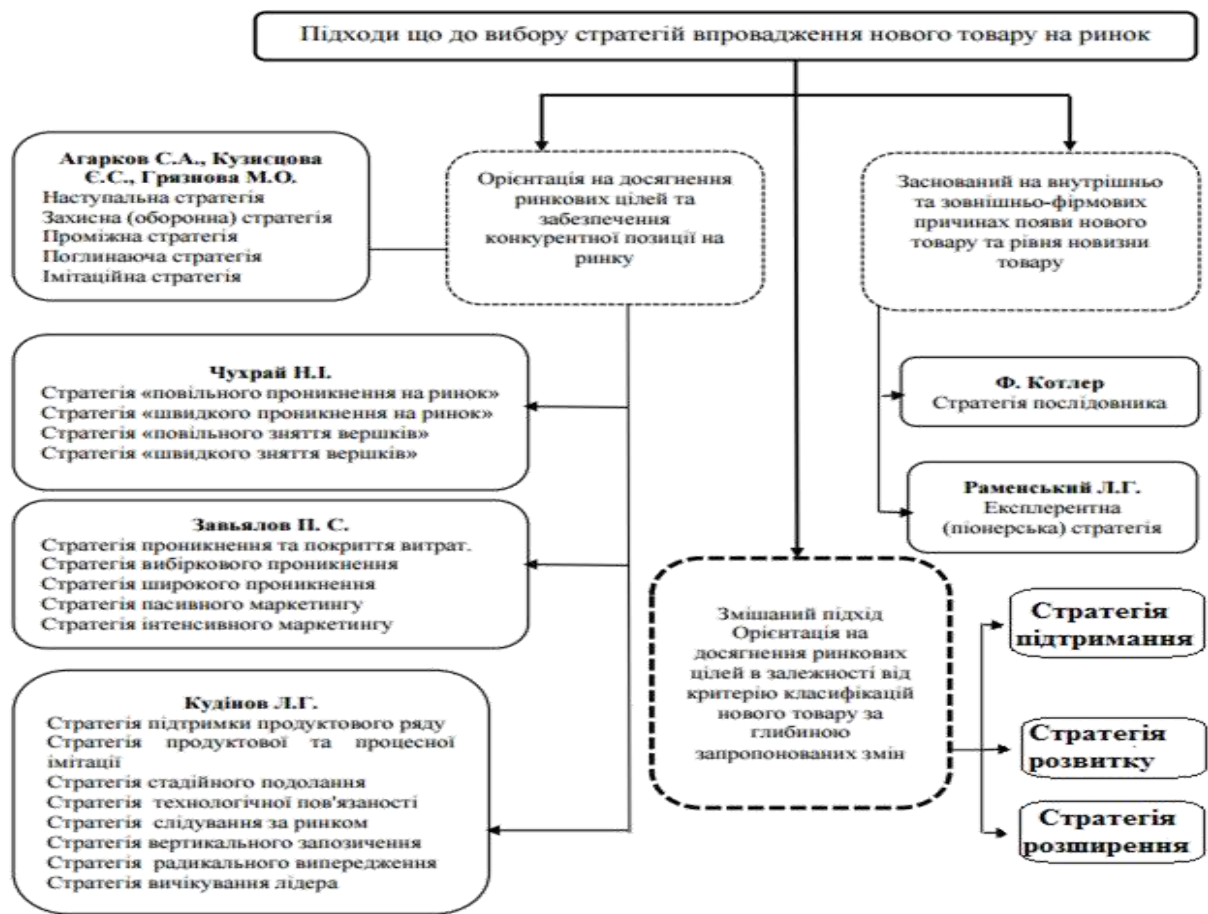 Підходи що до вибору стратегій впровадження нового товару на ринок
Агарков С.А., Кузисцова
Є.С., Грязнова М.О.
Наступальна стратегія
Захисна (оборонна) стратегія
Проміжна стратегія
Поглинаюча стратегія
Імітаційна стратегія
Орієнтація на досягнення
ринкових цілей та
забезпечення
конкурентної позиції на
ринку
Заснований на внутрішньо
та зовнішньо-фірмових
причинах появи нового
товару та рівня новизни
товару
Чухрай Н.І.
Стратегія «повільного проникнення на ринок»
Стратегія «швидкого проникнення на ринок»
Стратегія «повільного зняття вершків»
Стратегія «швидкого зняття вершків»
Ф. Котлер
Стратегія послідовника
Раменський Л.Г.
Експлерентна
(піонерська) стратегія
Завьялов П. С.
Стратегія проникнення та покриття витрат.
Стратегія вибіркового проникнення
Стратегія широкого проникнення
Стратегія пасивного маркетингу
Стратегія інтенсивного маркетингу
Змішаний підхід
Орієнтація на
досягнення ринкових
цілей в залежності від
критерію класифікацій
нового товару за
глибиною
запропонованих змін
Стратегія
підтримання
Стратегія
розвитку
Стратегія
розширення
Кудінов Л.Г.
Стратегія підтримки продуктового ряду
Стратегія продуктової та процесної
імітації
Стратегія стадійного подолання
Стратегія технологічної пов'язаності
Стратегія слідування за ринком
Стратегія вертикального запозичення
Стратегія радикального випередження
Стратегія вичікування лідера